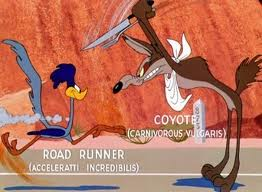 COYOTE
(CARNIVOROUS VULGARIS)
ROAD RUNNER
(ACCELERATTI INCREDIBILIS)